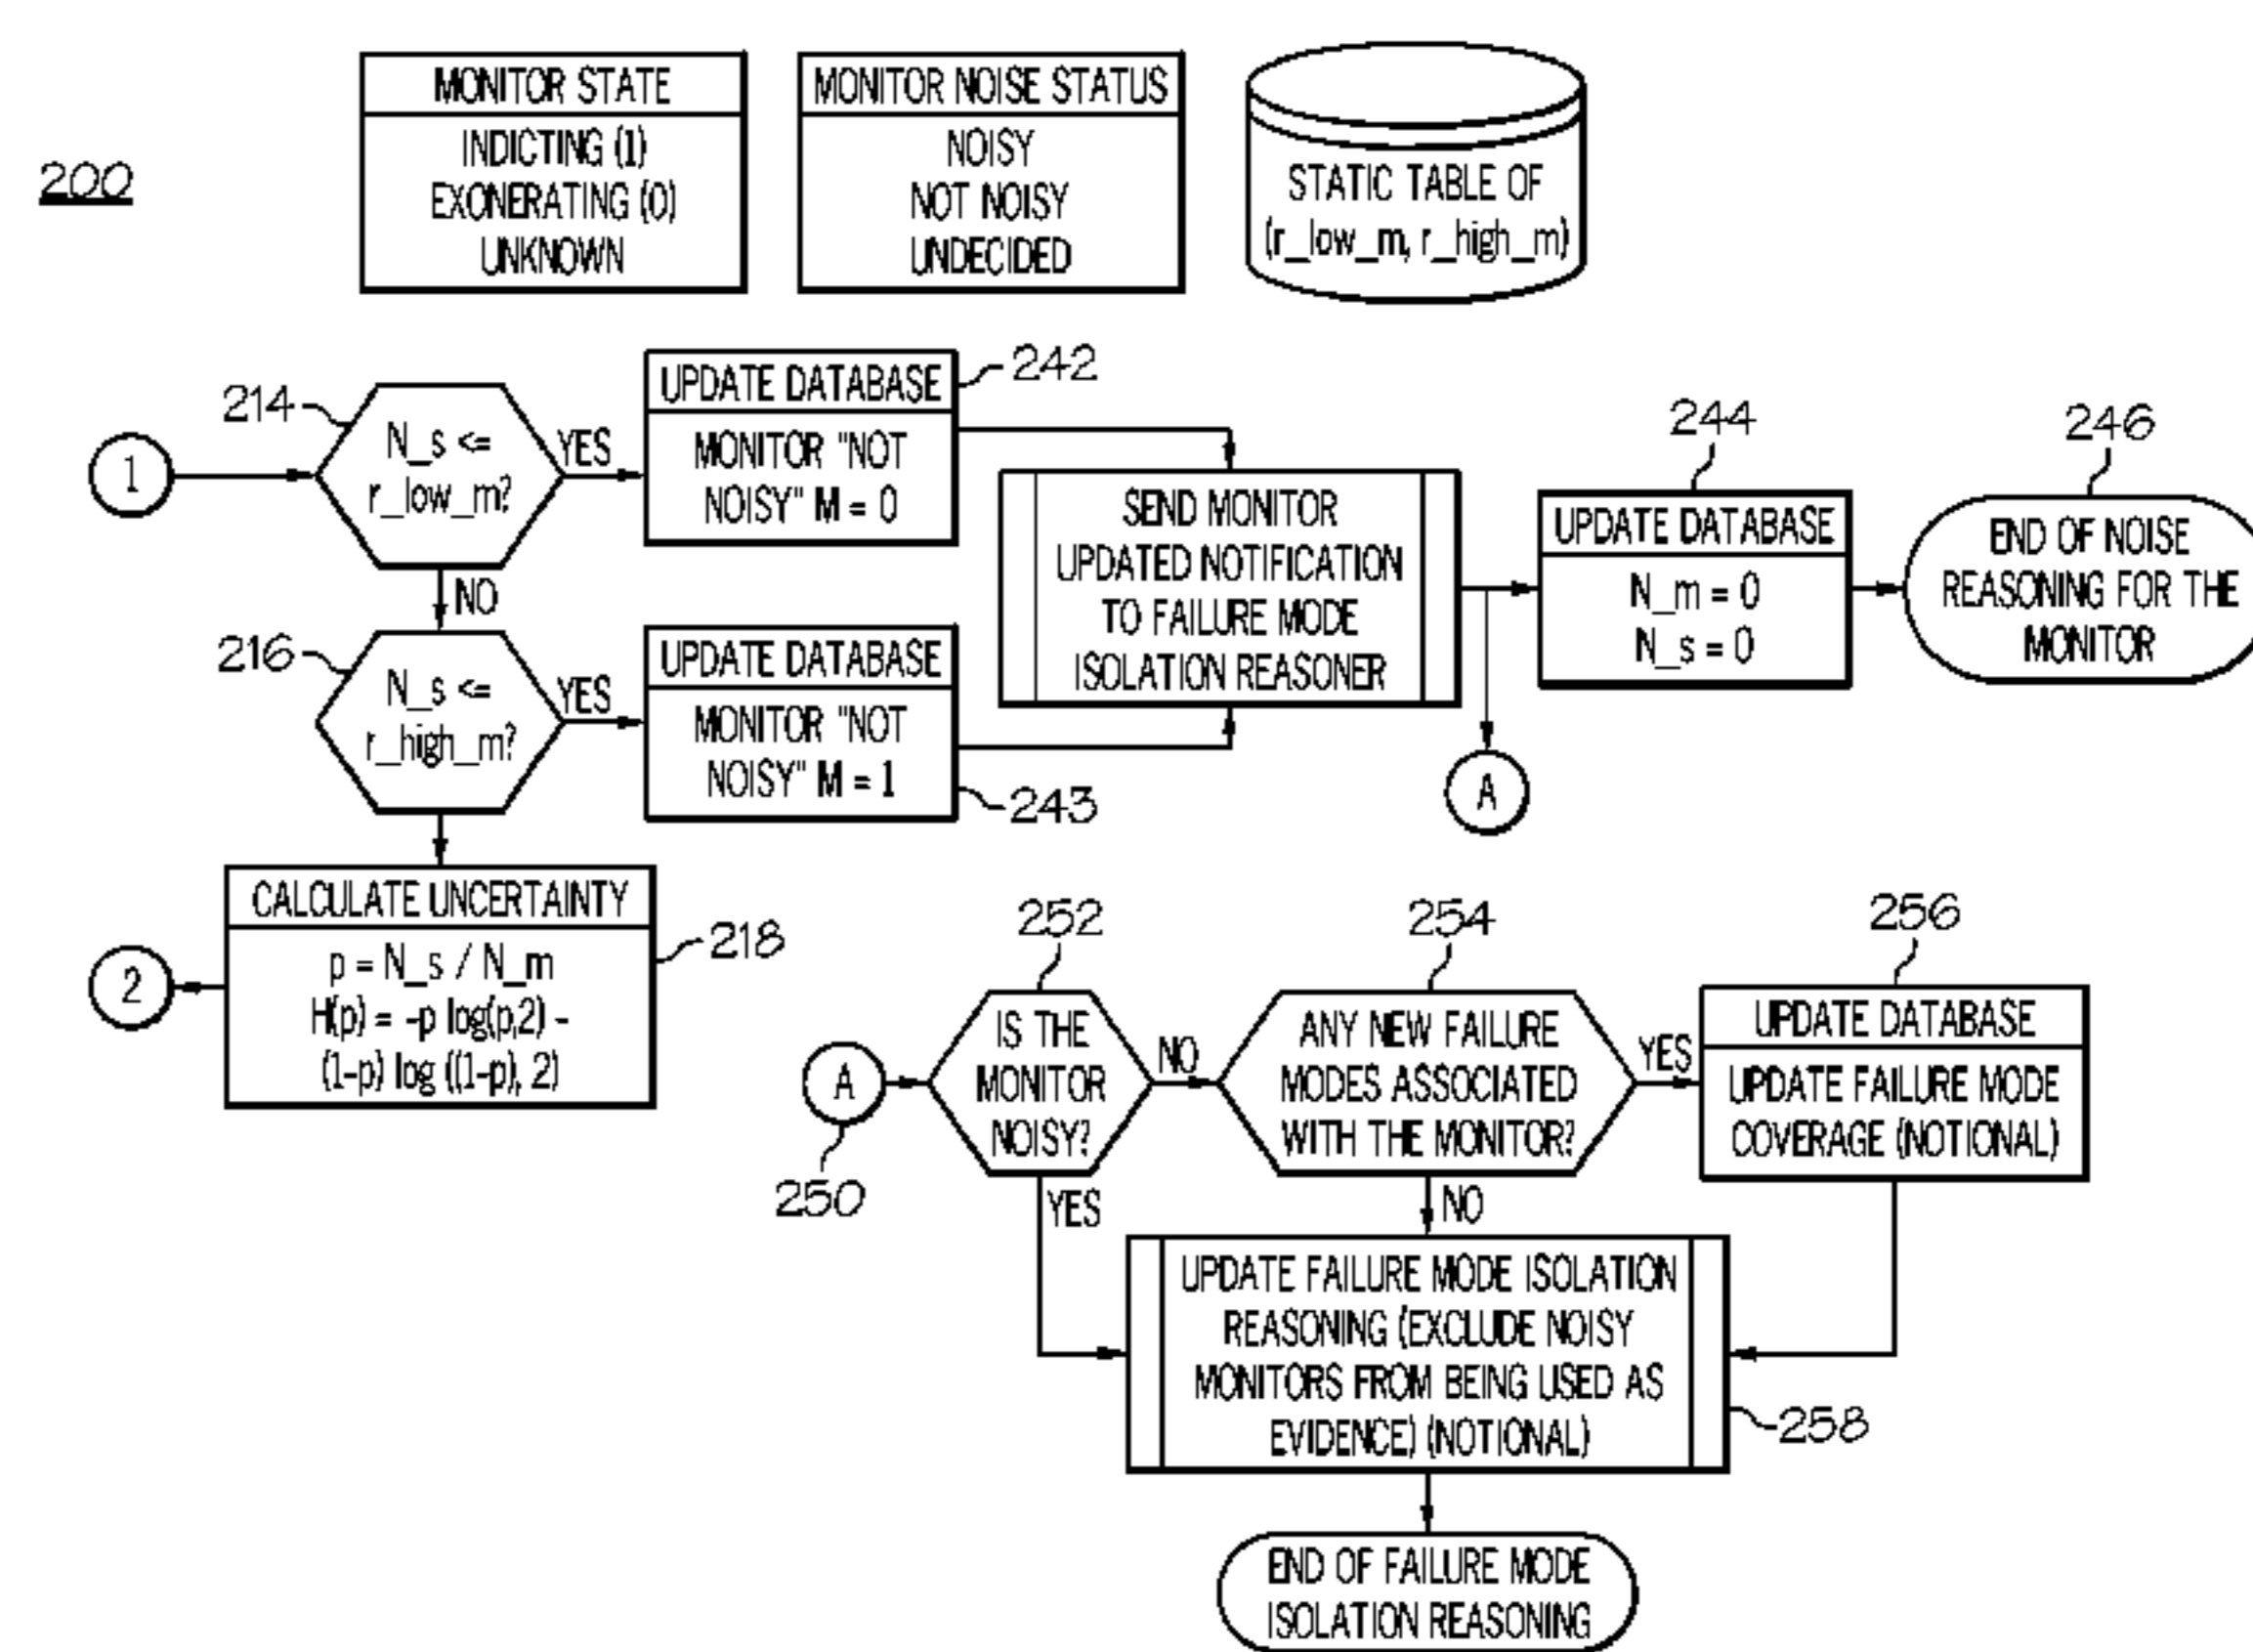 200
MONITOR STATE
INDICTING (1)
EXONERATING (0)
UNKNOWN
MONITOR NOISE STATUS
NOISY
NOT NOISY
UNDECIDED
STATIC TABLE OF
(r_low_m, r_high_m)
1
214
N_s <=
r_low_m?
YES
NO
UPDATE DATABASE
MONITOR "NOT
NOISY" M = 0
242
216
N_s <=
r_high_m?
YES
UPDATE DATABASE
MONITOR "NOT
NOISY" M = 1
243
SEND MONITOR
UPDATED NOTIFICATION
TO FAILURE MODE
ISOLATION REASONER
A
244
UPDATE DATABASE
N_m = 0
N_s = 0
246
END OF NOISE
REASONING FOR THE
MONITOR
CALCULATE UNCERTAINTY
p = N_s / N_m
H(p) = -p log(p,2) -
(1-p) log ((1-p), 2)
218
2
A
250
252
IS THE
MONITOR
NOISY?
NO
YES
254
ANY NEW FAILURE
MODES ASSOCIATED
WITH THE MONITOR?
YES
NO
256
UPDATE DATABASE
UPDATE FAILURE MODE
COVERAGE (NOTIONAL)
UPDATE FAILURE MODE ISOLATION
REASONING (EXCLUDE NOISY
MONITORS FROM BEING USED AS
EVIDENCE) (NOTIONAL)
258
END OF FAILURE MODE
ISOLATION REASONING